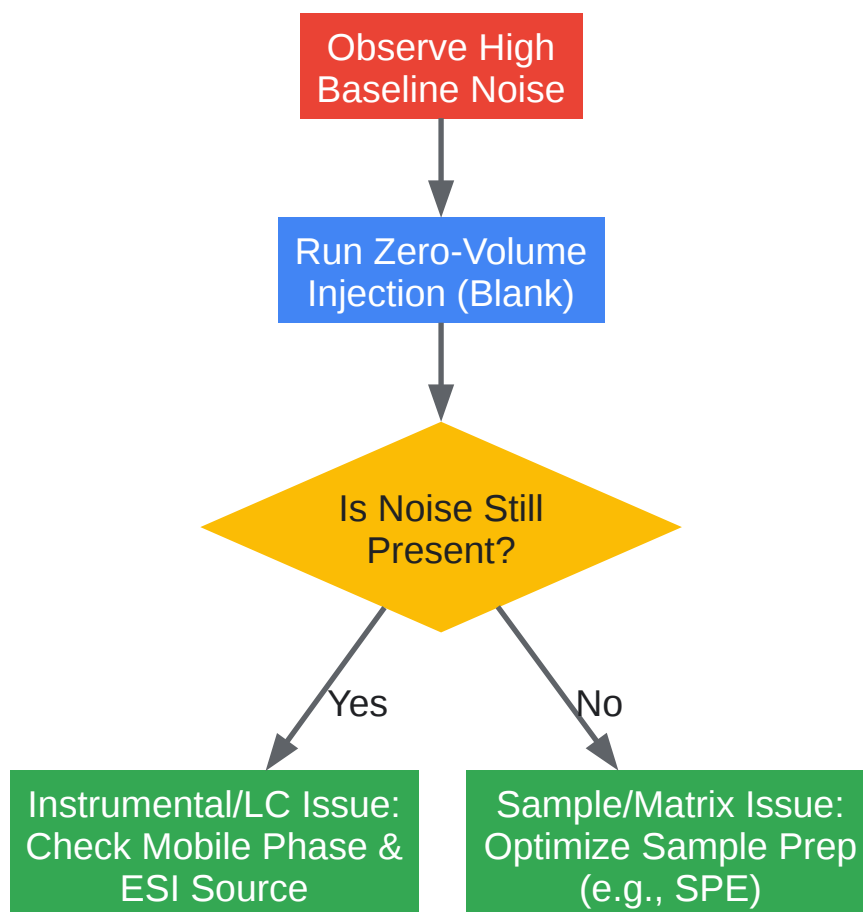 Observe High
Baseline Noise
Run Zero-Volume
Injection (Blank)
Is Noise Still
Present?
Yes
No
Instrumental/LC Issue:
Check Mobile Phase &
ESI Source
Sample/Matrix Issue:
Optimize Sample Prep
(e.g., SPE)